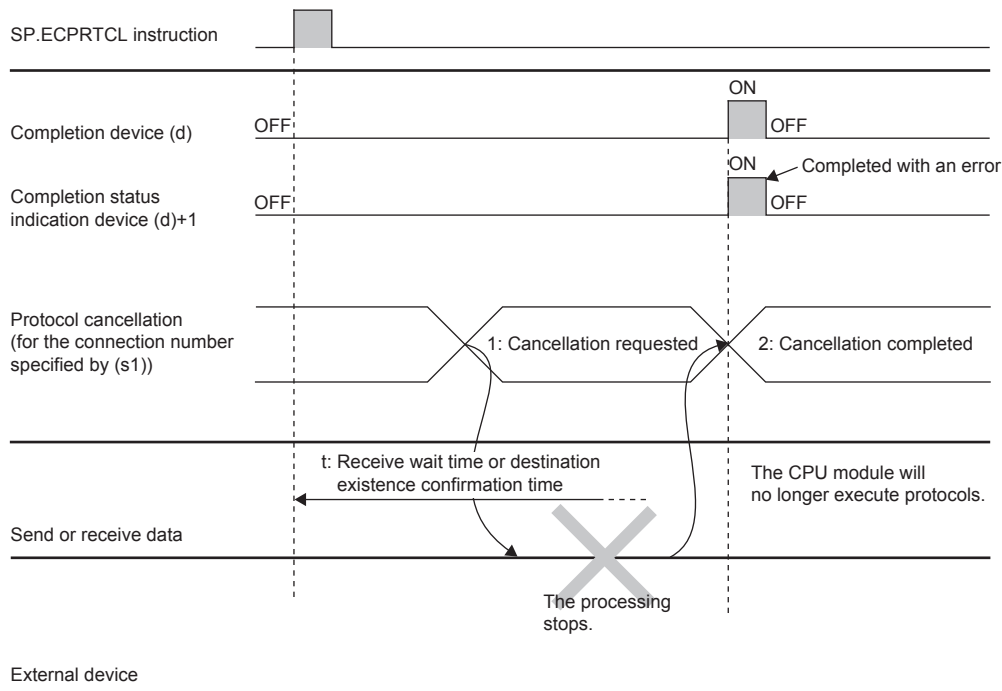 SP.ECPRTCL instruction
ON
Completion device (d)
OFF
OFF
ON
Completed with an error
Completion status
indication device (d)+1
OFF
OFF
Protocol cancellation
(for the connection number
specified by (s1))
1: Cancellation requested
2: Cancellation completed
t: Receive wait time or destination
existence confirmation time
The CPU module will
no longer execute protocols.
Send or receive data
The processing
stops.
External device